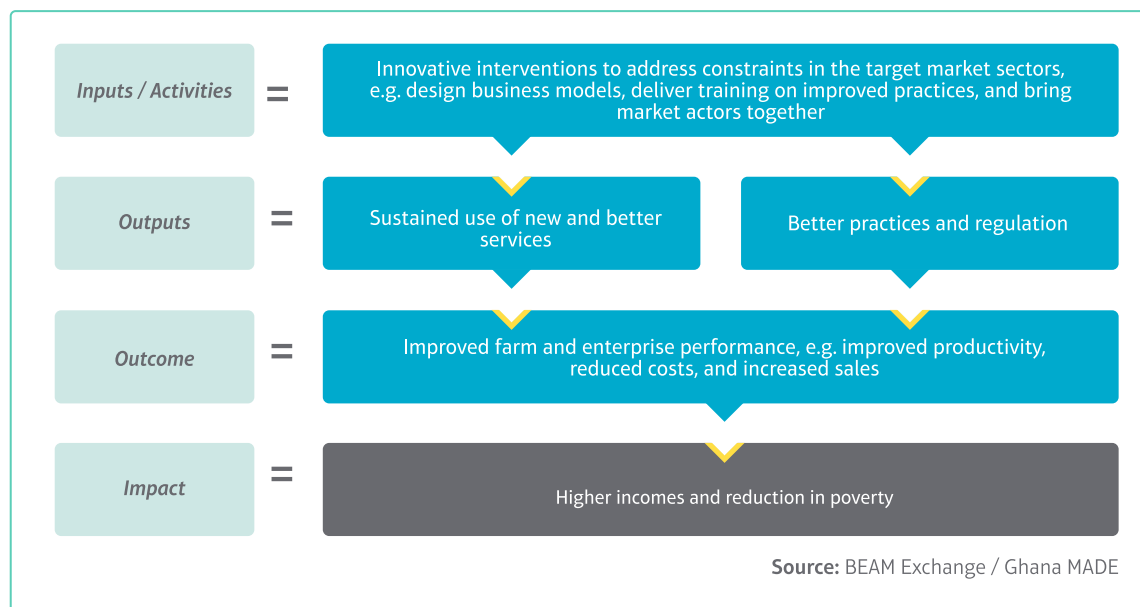 Inputs / Activities
=
Innovative interventions to address constraints in the target market sectors,
e.g. design business models, deliver training on improved practices, and bring
market actors together
Outputs
=
Sustained use of new and better
services
Better practices and regulation
Outcome
=
Improved farm and enterprise performance, e.g. improved productivity,
reduced costs, and increased sales
Impact
=
Higher incomes and reduction in poverty
Source: BEAM Exchange / Ghana MADE